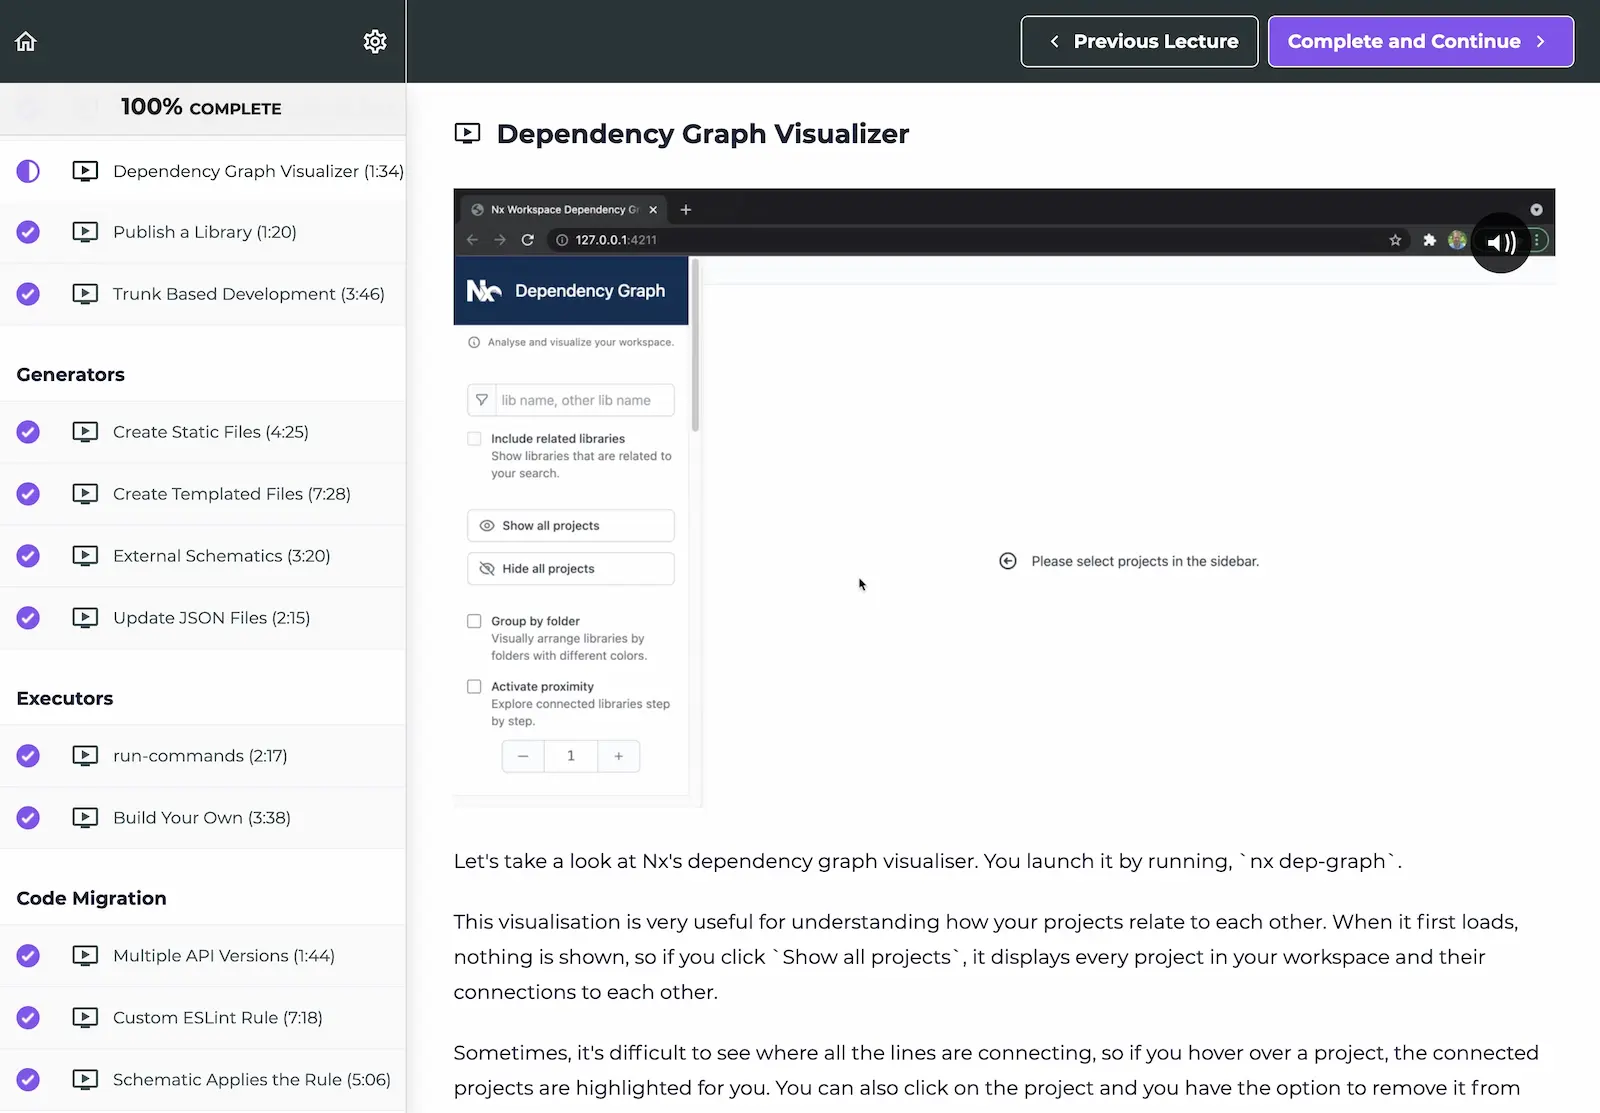 Previous Lecture
Complete and Continue
100% COMPLETE
Dependency Graph Visualizer (1:34)
Publish a Library (1:20)
Trunk Based Development (3:46)
Generators
Create Static Files (4:25)
Create Templated Files (7:28)
External Schematics (3:20)
Update JSON Files (2:15)
Executors
run-commands (2:17)
Build Your Own (3:38)
Code Migration
Multiple API Versions (1:44)
Custom ESLint Rule (7:18)
Schematic Applies the Rule (5:06)
Dependency Graph Visualizer
Nx Workspace Dependency Gr
127.0.0.1:4211
Nx Dependency Graph
Analyse and visualize your workspace.
lib name, other lib name
Include related libraries
Show libraries that are related to
your search.
Show all projects
Hide all projects
Group by folder
Visually arrange libraries by
folders with different colors.
Activate proximity
Explore connected libraries step
by step.
− 1 +
Please select projects in the sidebar.
Let's take a look at Nx's dependency graph visualiser. You launch it by running, `nx dep-graph`.
This visualisation is very useful for understanding how your projects relate to each other. When it first loads,
nothing is shown, so if you click `Show all projects`, it displays every project in your workspace and their
connections to each other.
Sometimes, it's difficult to see where all the lines are connecting, so if you hover over a project, the connected
projects are highlighted for you. You can also click on the project and you have the option to remove it from